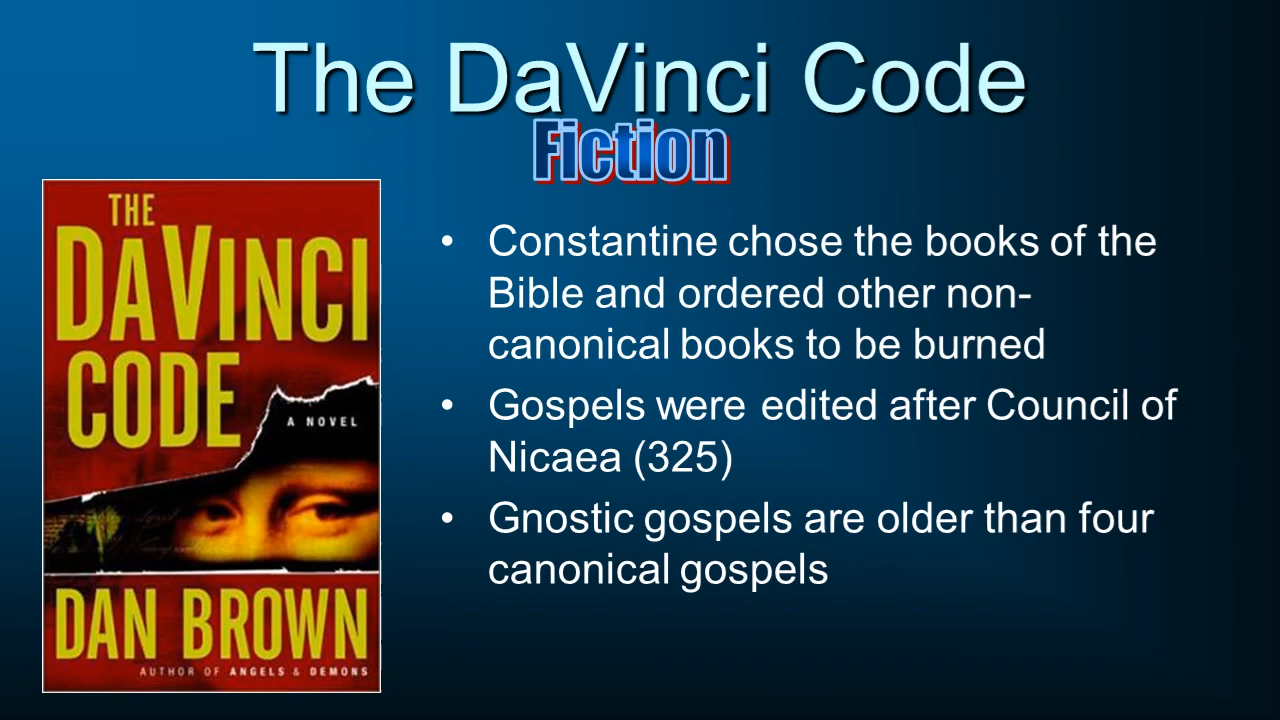 The DaVinci Code
Fiction
THE
DAVINCI
CODE
A NOVEL
DAN BROWN
AUTHOR OF ANGELS & DEMONS
• Constantine chose the books of the
Bible and ordered other non-
canonical books to be burned
• Gospels were edited after Council of
Nicaea (325)
• Gnostic gospels are older than four
canonical gospels